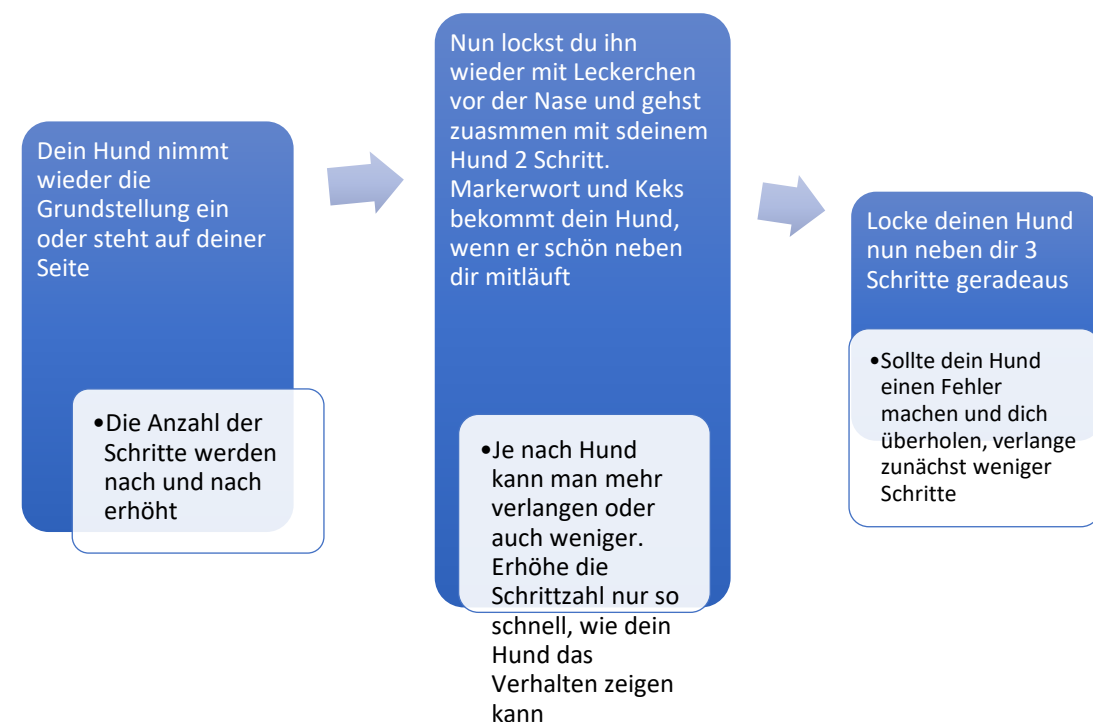 Dein Hund nimmt
wieder die
Grundstellung ein
oder steht auf deiner
Seite
•Die Anzahl der
Schritte werden
nach und nach
erhöht
Nun lockst du ihn
wieder mit Leckerchen
vor der Nase und gehst
zuasmmen mit sdeinem
Hund 2 Schritt.
Markerwort und Keks
bekommt dein Hund,
wenn er schön neben
dir mitläuft
•Je nach Hund
kann man mehr
verlangen oder
auch weniger.
Erhöhe die
Schrittzahl nur so
schnell, wie dein
Hund das
Verhalten zeigen
kann
Locke deinen Hund
nun neben dir 3
Schritte geradeaus
•Sollte dein Hund
einen Fehler
machen und dich
überholen, verlange
zunächst weniger
Schritte